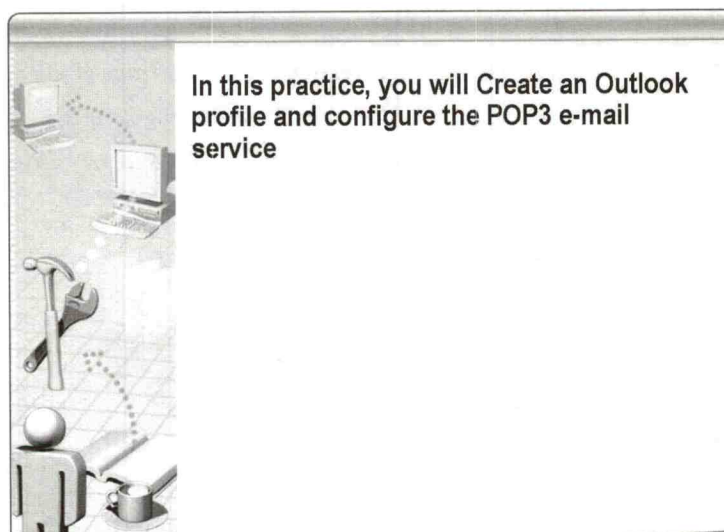 In this practice, you will Create an Outlook
profile and configure the POP3 e-mail
service